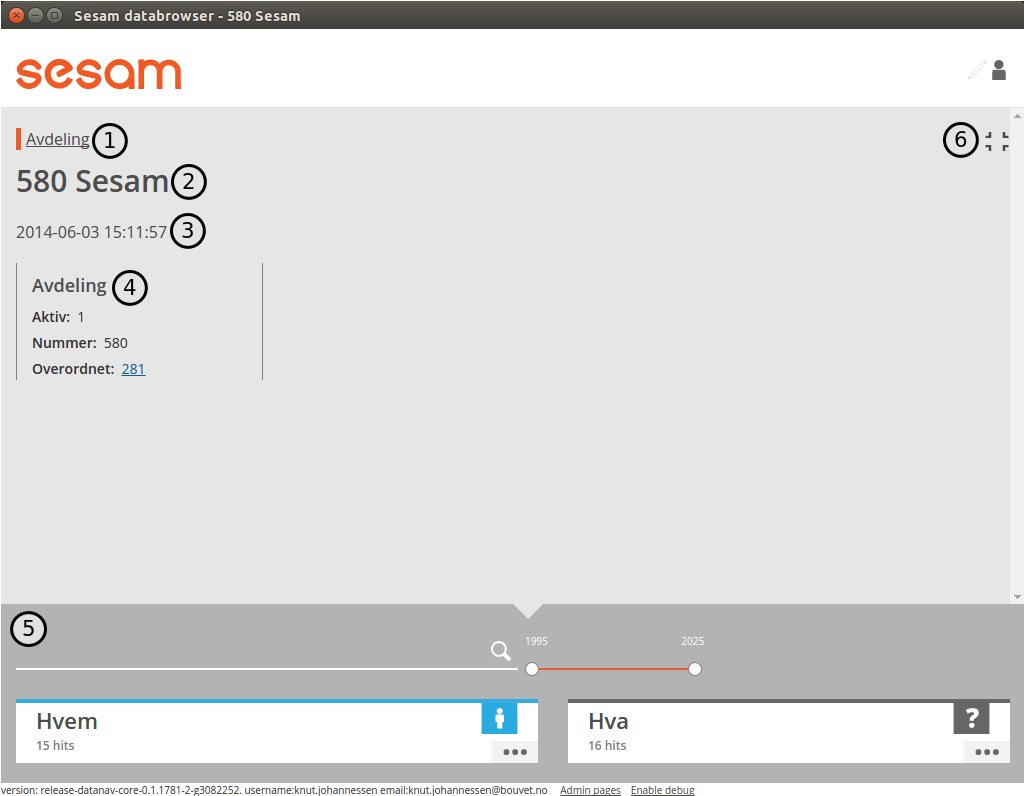 Sesam databrowser - 580 Sesam
sesam
Avdeling 1
6
580 Sesam 2
2014-06-03 15:11:57 3
Avdeling 4
Aktiv: 1
Nummer: 580
Overordnet: 281
5
1995 2025
Hvem
15 hits
Hva
?
16 hits
version: release-datanav-core-0.1.1781-2-g3082252. username:knut.johannessen email:knut.johannessen@bouvet.no Admin pages Enable debug